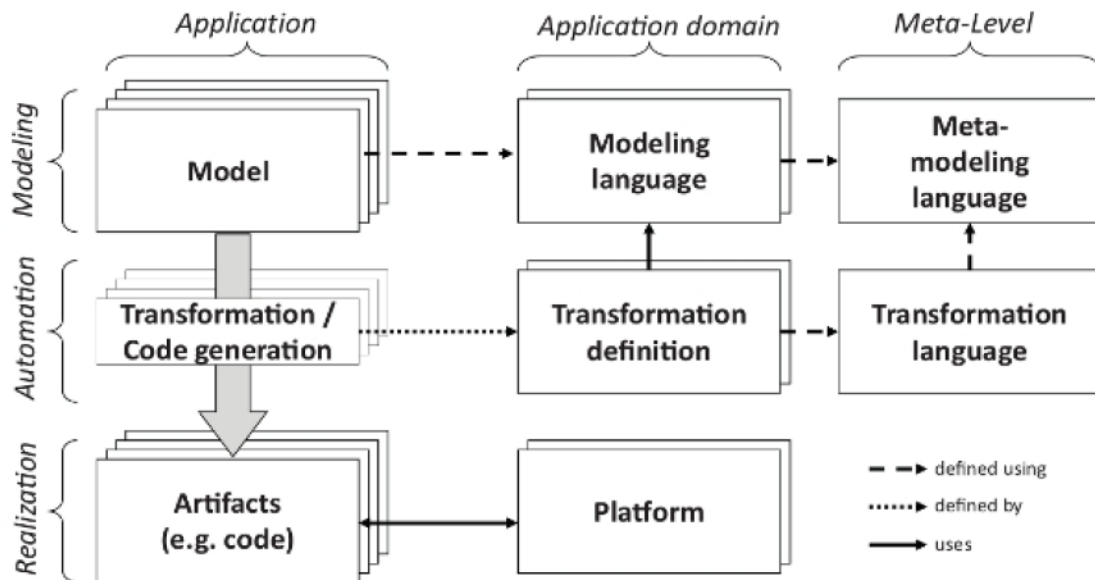 Application
Application domain
Meta-Level
Modeling
Model
Modeling
language
Meta-
modeling
language
Automation
Transformation /
Code generation
Transformation
definition
Transformation
language
Realization
Artifacts
(e.g. code)
Platform
defined using
defined by
uses